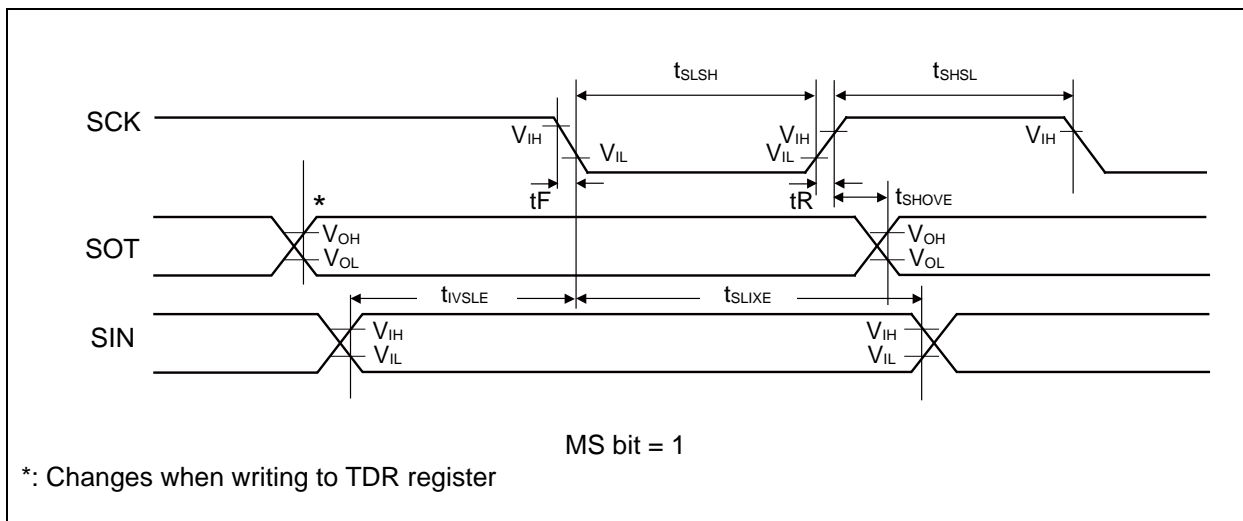 tSLSH tSHSL
SCK VIH VIL VIL VIH VIH
tF tR tSHOVE
*
SOT VOH VOL VOH VOL
tIVSLE tSLIXE
SIN VIH VIL VIH VIL
MS bit = 1
*: Changes when writing to TDR register